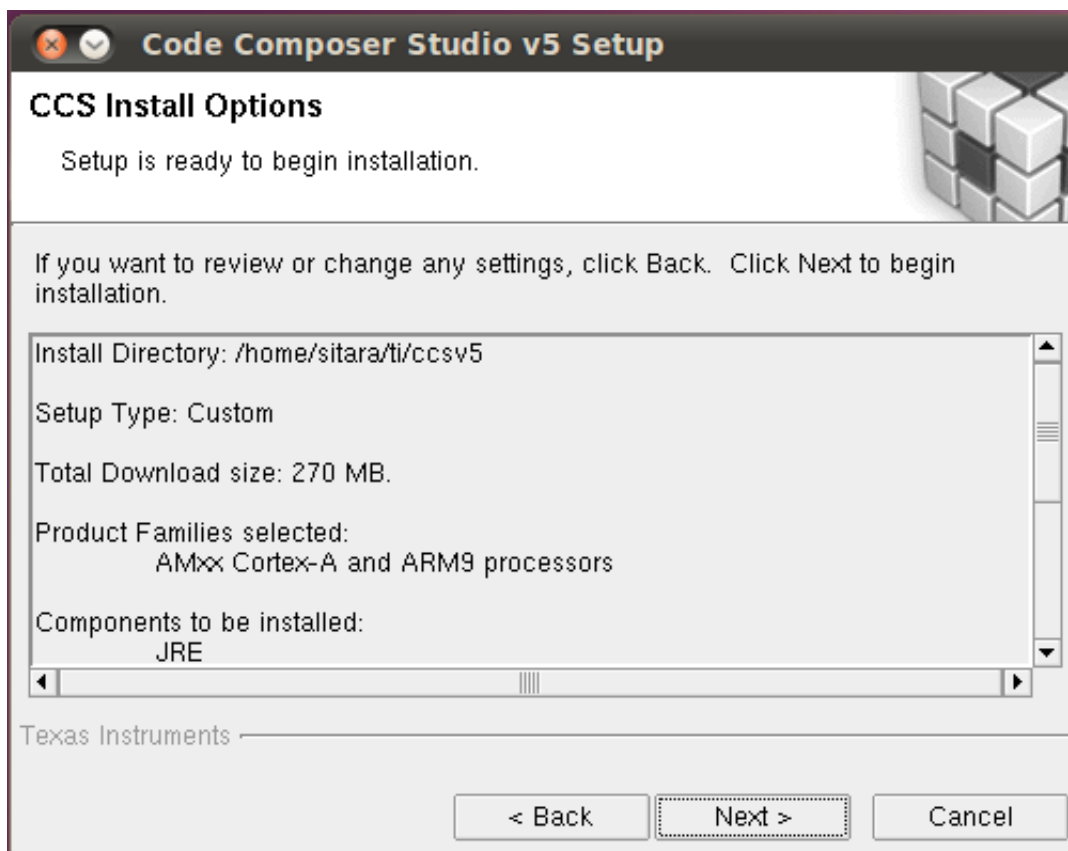 Code Composer Studio v5 Setup
CCS Install Options
Setup is ready to begin installation.
If you want to review or change any settings, click Back.  Click Next to begin
installation.
Install Directory: /home/sitara/ti/ccsv5
Setup Type: Custom
Total Download size: 270 MB.
Product Families selected:
AMxx Cortex-A and ARM9 processors
Components to be installed:
JRE
Texas Instruments
< Back Next > Cancel